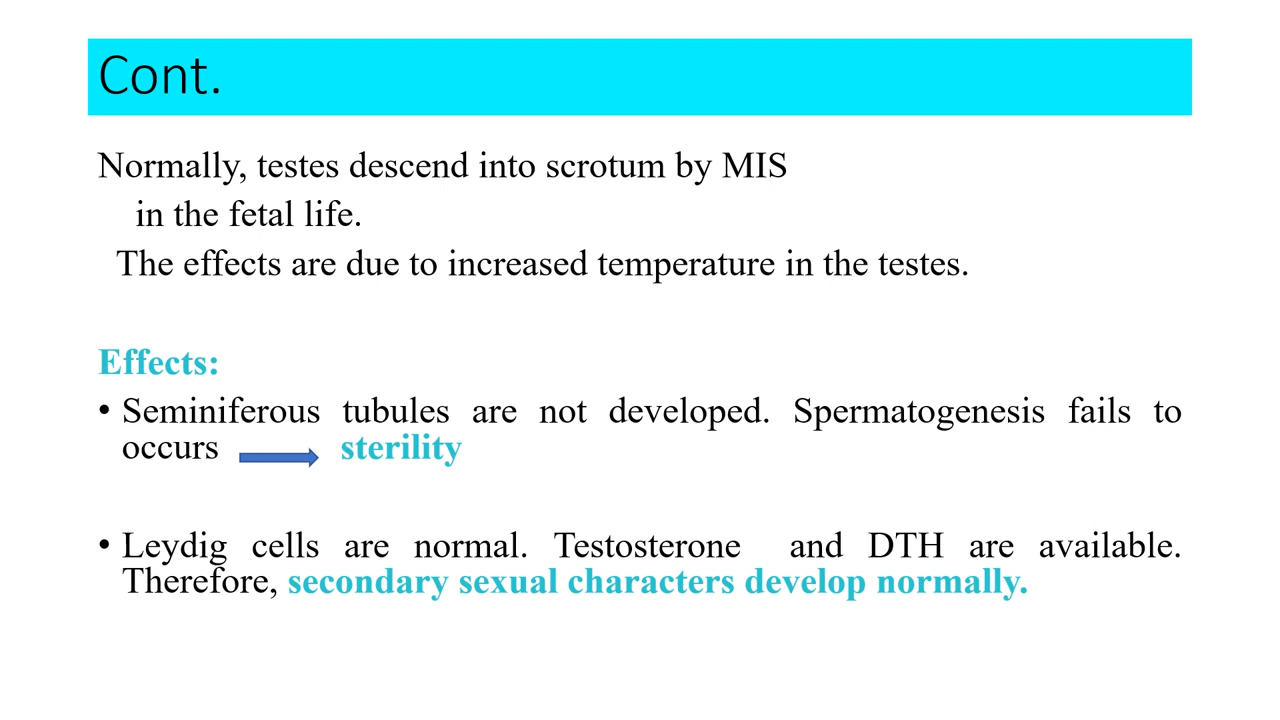 Cont.
Normally, testes descend into scrotum by MIS
in the fetal life.
The effects are due to increased temperature in the testes.
Effects:
• Seminiferous tubules are not developed. Spermatogenesis fails to
occurs sterility
• Leydig cells are normal. Testosterone and DTH are available.
Therefore, secondary sexual characters develop normally.